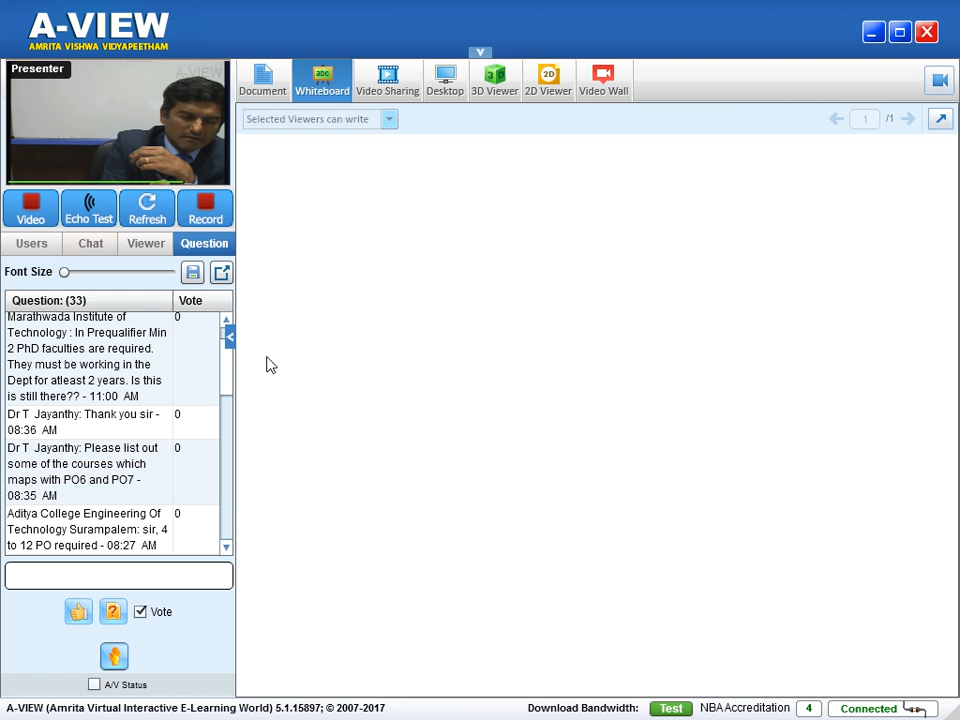 A-VIEW
AMRITA VISHWA VIDYAPEETHAM
Presenter
A-VIEW
Document
abc
Whiteboard
Video Sharing
Desktop
3D
3D Viewer
2D
2D Viewer
Video Wall
Selected Viewers can write
1 /1
Video
Echo Test
Refresh
Record
Users
Chat
Viewer
Question
Font Size
Question: (33)
Vote
Marathwada Institute of
Technology : In Prequalifier Min
2 PhD faculties are required.
They must be working in the
Dept for atleast 2 years. Is this
is still there?? - 11:00 AM
0
Dr T Jayanthy: Thank you sir -
08:36 AM
0
Dr T Jayanthy: Please list out
some of the courses which
maps with PO6 and PO7 -
08:35 AM
0
Aditya College Engineering Of
Technology Surampalem: sir, 4
to 12 PO required - 08:27 AM
0
?
Vote
A/V Status
A-VIEW (Amrita Virtual Interactive E-Learning World) 5.1.15897; © 2007-2017
Download Bandwidth:
Test
NBA Accreditation
4
Connected